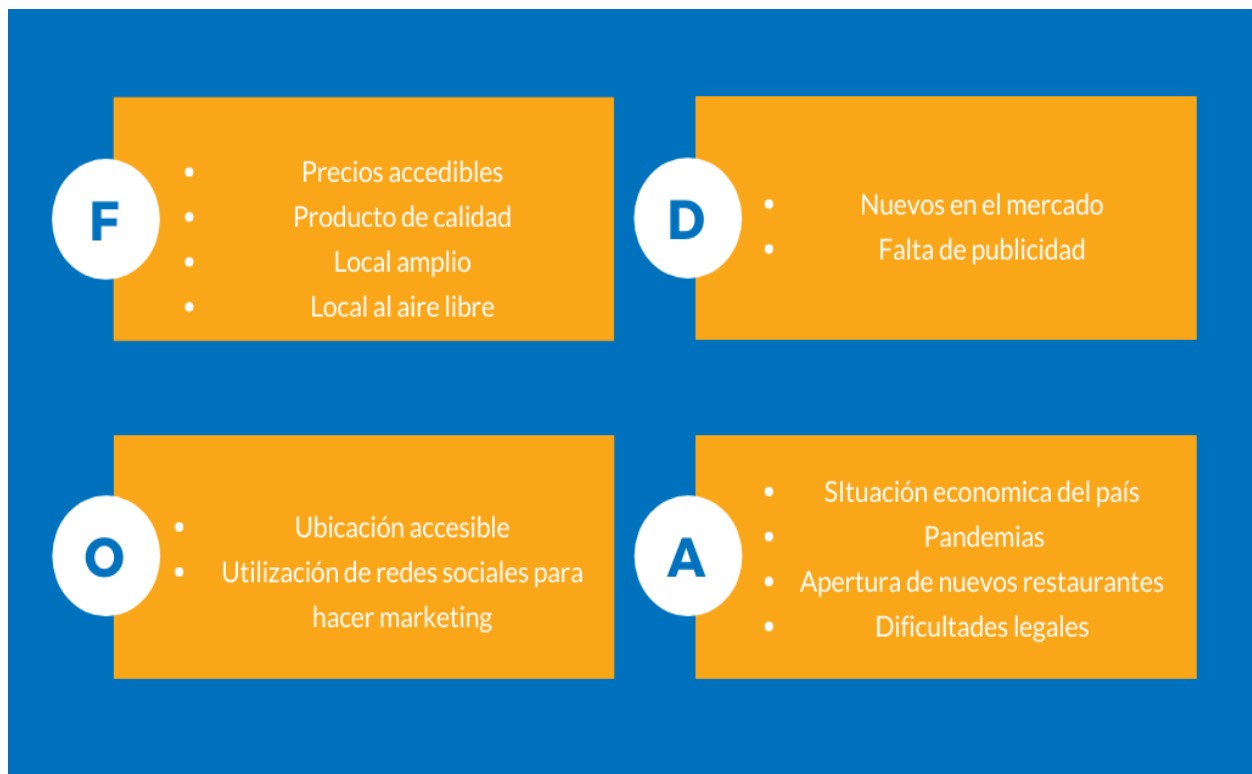 F
• Precios accedibles
• Producto de calidad
• Local amplio
• Local al aire libre
D
• Nuevos en el mercado
• Falta de publicidad
O
• Ubicación accesible
• Utilización de redes sociales para
hacer marketing
A
• SItuación economica del país
• Pandemias
• Apertura de nuevos restaurantes
• Dificultades legales